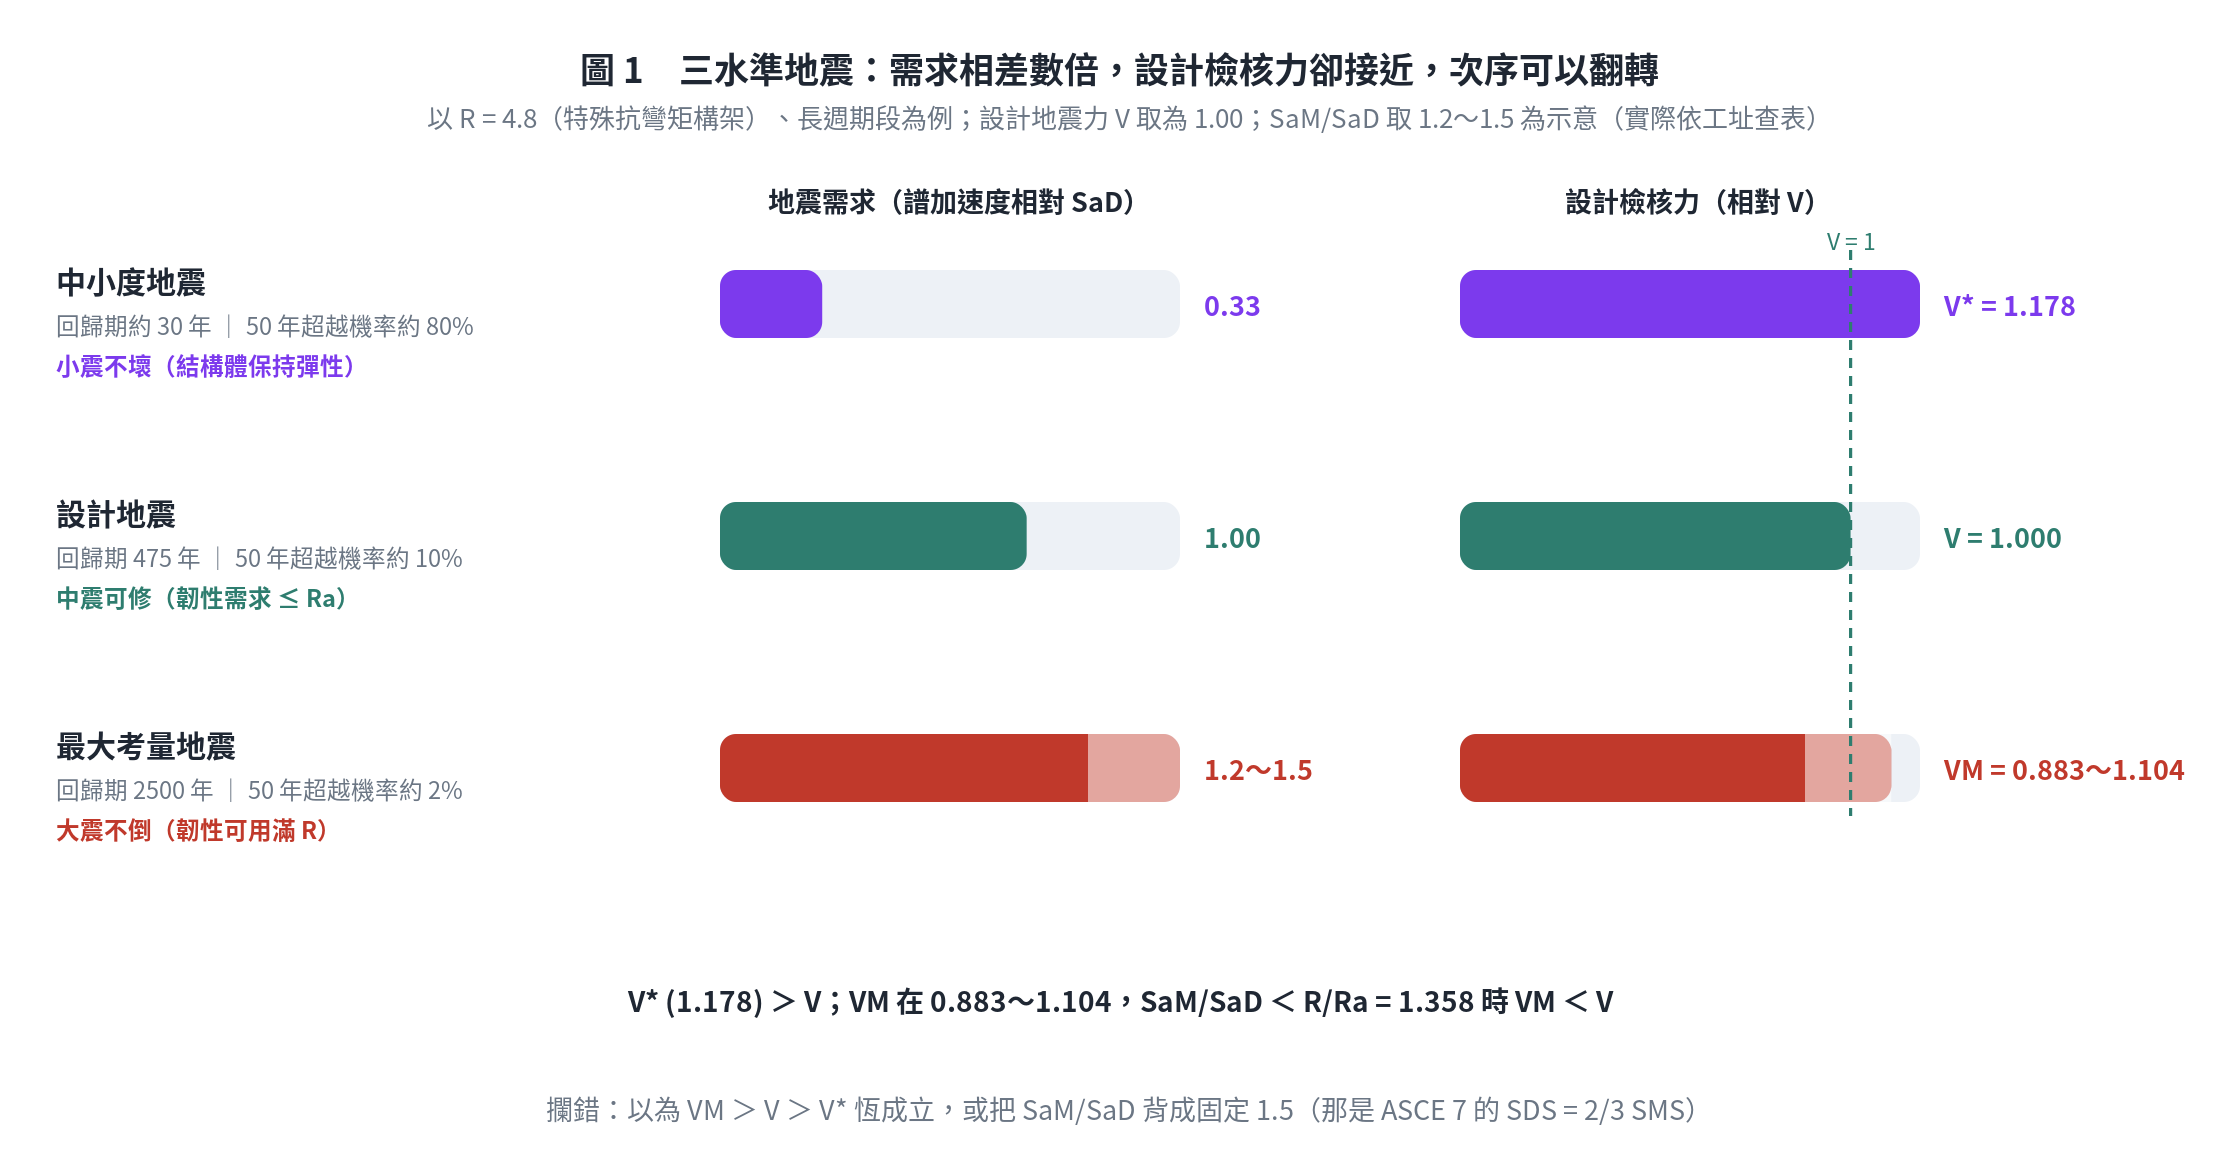 圖 1　三水準地震：需求相差數倍，設計檢核力卻接近，次序可以翻轉
以 R = 4.8（特殊抗彎矩構架）、長週期段為例；設計地震力 V 取為 1.00；SaM/SaD 取 1.2～1.5 為示意（實際依工址查表）
地震需求（譜加速度相對 SaD）
設計檢核力（相對 V）
V = 1
中小度地震
回歸期約 30 年｜50 年超越機率約 80%
小震不壞（結構體保持彈性）
0.33
V* = 1.178
設計地震
回歸期 475 年｜50 年超越機率約 10%
中震可修（韌性需求 ≤ Ra）
1.00
V = 1.000
最大考量地震
回歸期 2500 年｜50 年超越機率約 2%
大震不倒（韌性可用滿 R）
1.2～1.5
VM = 0.883～1.104
V* (1.178) ＞ V；VM 在 0.883～1.104，SaM/SaD ＜ R/Ra = 1.358 時 VM ＜ V
攔錯：以為 VM ＞ V ＞ V* 恆成立，或把 SaM/SaD 背成固定 1.5（那是 ASCE 7 的 SDS = 2/3 SMS）